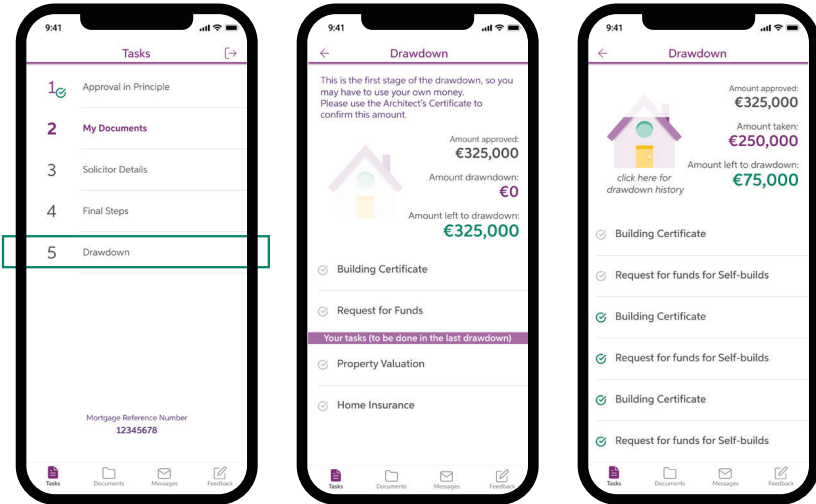 9:41
Tasks
1 Approval in Principle
2 My Documents
3 Solicitor Details
4 Final Steps
5 Drawdown
Mortgage Reference Number
12345678
Tasks Documents Messages Feedback
9:41
Drawdown
This is the first stage of the drawdown, so you
may have to use your own money.
Please use the Architect's Certificate to
confirm this amount.
Amount approved:
€325,000
Amount drawndown:
€0
Amount left to drawdown:
€325,000
Building Certificate
Request for Funds
Your tasks (to be done in the last drawdown)
Property Valuation
Home Insurance
Tasks Documents Messages Feedback
9:41
Drawdown
Amount approved:
€325,000
Amount taken:
€250,000
Amount left to drawdown:
€75,000
click here for
drawdown history
Building Certificate
Request for funds for Self-builds
Building Certificate
Request for funds for Self-builds
Building Certificate
Request for funds for Self-builds
Tasks Documents Messages Feedback